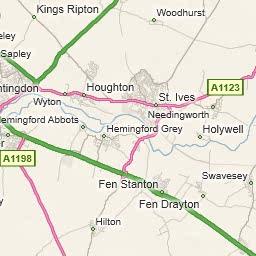 Kings Ripton
Woodhurst
Sapley
ntingdon
Houghton
A1123
Wyton
St. Ives
Needingworth
emingford Abbots
Hemingford Grey
Holywell
er
A1198
Fen Stanton
Swavesey
Fen Drayton
Hilton